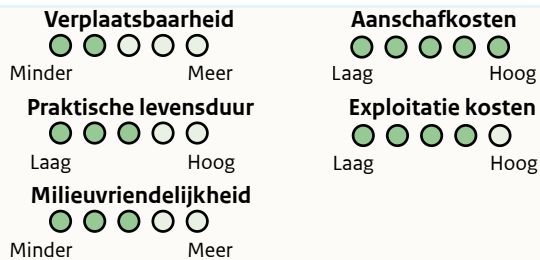 Verplaatsbaarheid
Minder Meer
Praktische levensduur
Laag Hoog
Milieuvriendelijkheid
Minder Meer
Aanschafkosten
Laag Hoog
Exploitatie kosten
Laag Hoog